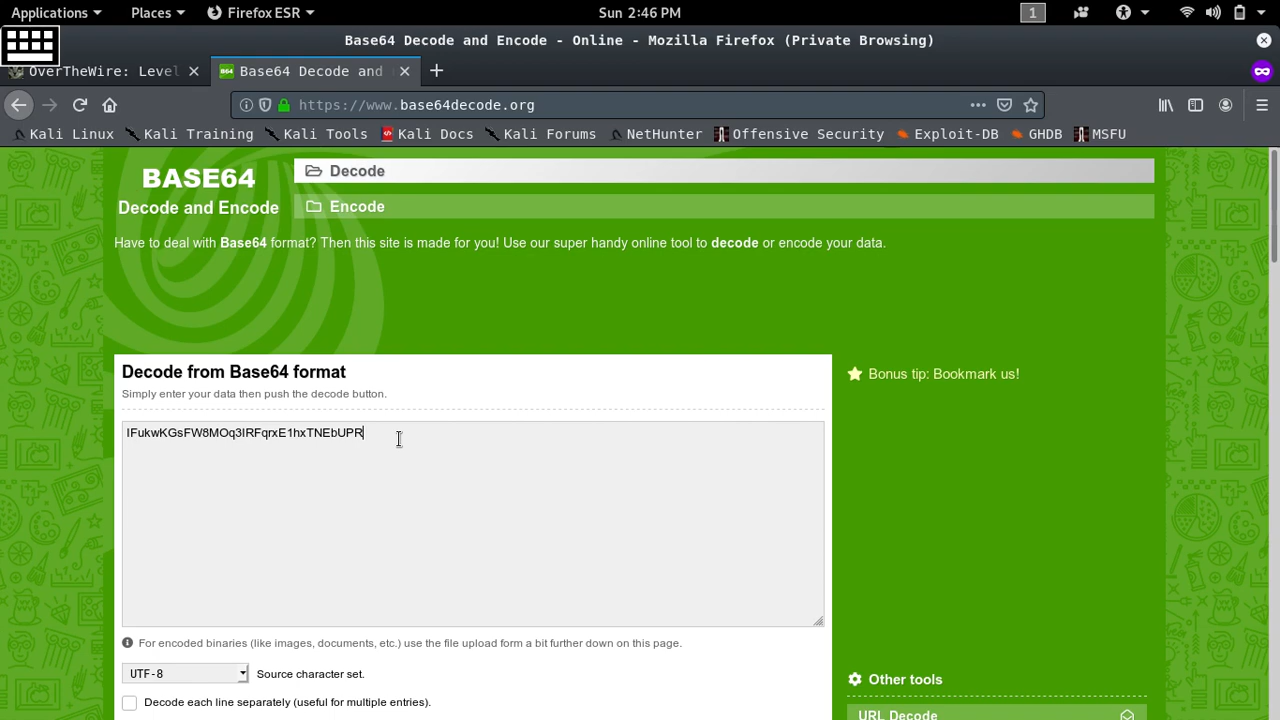 Applications Places Firefox ESR Sun 2:46 PM 1
Base64 Decode and Encode - Online - Mozilla Firefox (Private Browsing)
OverTheWire: Level B64 Base64 Decode and
https://www.base64decode.org
Kali Linux Kali Training Kali Tools Kali Docs Kali Forums NetHunter Offensive Security Exploit-DB GHDB MSFU
BASE64
Decode and Encode
Decode
Encode
Have to deal with Base64 format? Then this site is made for you! Use our super handy online tool to decode or encode your data.
Decode from Base64 format
Simply enter your data then push the decode button.
IFukwKGsFW8MOq3IRFqrxE1hxTNEbUPR
For encoded binaries (like images, documents, etc.) use the file upload form a bit further down on this page.
UTF-8 Source character set.
Decode each line separately (useful for multiple entries).
Bonus tip: Bookmark us!
Other tools
URL Decode